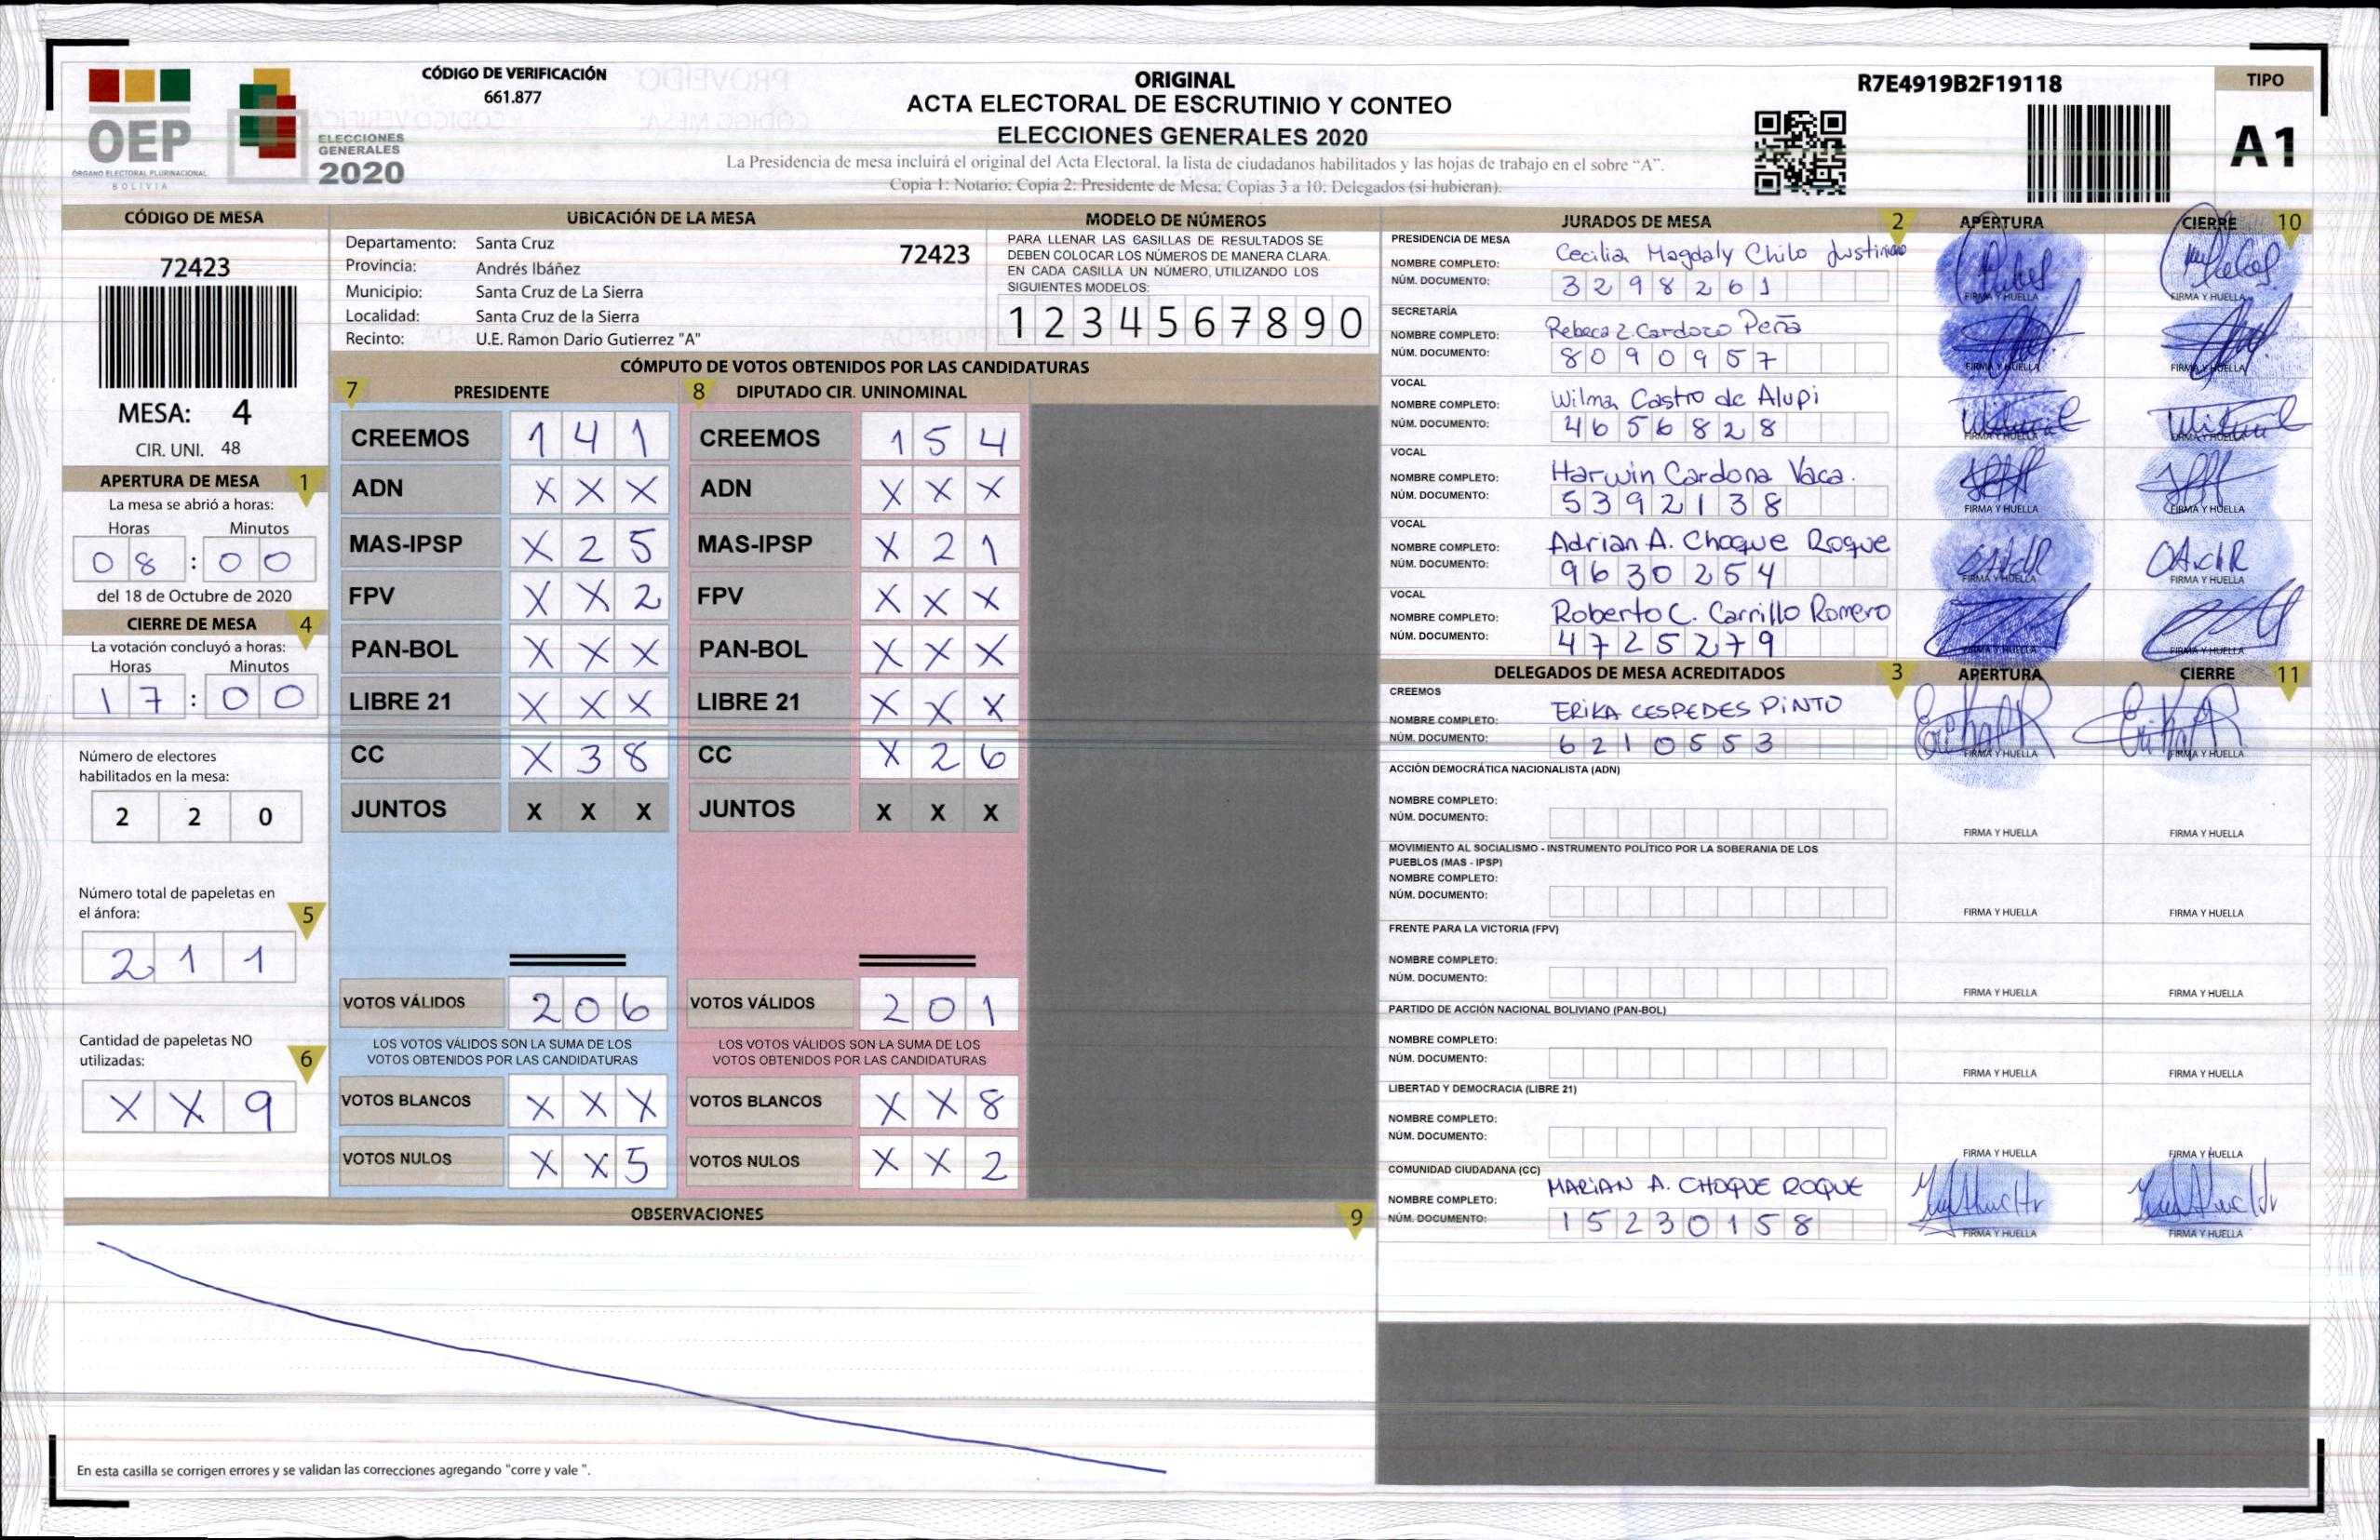 CÓDIGO DE VERIFICACIÓN
661.877
OEP
ÓRGANO ELECTORAL PLURINACIONAL
BOLIVIA
ELECCIONES
GENERALES
2020
ORIGINAL
ACTA ELECTORAL DE ESCRUTINIO Y CONTEO
ELECCIONES GENERALES 2020
La Presidencia de mesa incluirá el original del Acta Electoral, la lista de ciudadanos habilitados y las hojas de trabajo en el sobre “A”.
Copia 1: Notario; Copia 2: Presidente de Mesa; Copias 3 a 10: Delegados (si hubieran).
R7E4919B2F19118
TIPO
A1
CÓDIGO DE MESA
72423
MESA: 4
CIR. UNI. 48
APERTURA DE MESA 1
La mesa se abrió a horas:
Horas Minutos
08 : 00
del 18 de Octubre de 2020
CIERRE DE MESA 4
La votación concluyó a horas:
Horas Minutos
17 : 00
Número de electores
habilitados en la mesa:
2 2 0
Número total de papeletas en
el ánfora: 5
2 1 1
Cantidad de papeletas NO
utilizadas: 6
X X 9
UBICACIÓN DE LA MESA
Departamento: Santa Cruz 72423
Provincia: Andrés Ibáñez
Municipio: Santa Cruz de La Sierra
Localidad: Santa Cruz de la Sierra
Recinto: U.E. Ramon Dario Gutierrez "A"
MODELO DE NÚMEROS
PARA LLENAR LAS CASILLAS DE RESULTADOS SE
DEBEN COLOCAR LOS NÚMEROS DE MANERA CLARA.
EN CADA CASILLA UN NÚMERO, UTILIZANDO LOS
SIGUIENTES MODELOS:
1 2 3 4 5 6 7 8 9 0
CÓMPUTO DE VOTOS OBTENIDOS POR LAS CANDIDATURAS
7 PRESIDENTE
CREEMOS 1 4 1
ADN X X X
MAS-IPSP X 2 5
FPV X X 2
PAN-BOL X X X
LIBRE 21 X X X
CC X 3 8
JUNTOS X X X
VOTOS VÁLIDOS 2 0 6
LOS VOTOS VÁLIDOS SON LA SUMA DE LOS
VOTOS OBTENIDOS POR LAS CANDIDATURAS
VOTOS BLANCOS X X X
VOTOS NULOS X X 5
8 DIPUTADO CIR. UNINOMINAL
CREEMOS 1 5 4
ADN X X X
MAS-IPSP X 2 1
FPV X X X
PAN-BOL X X X
LIBRE 21 X X X
CC X 2 6
JUNTOS X X X
VOTOS VÁLIDOS 2 0 1
LOS VOTOS VÁLIDOS SON LA SUMA DE LOS
VOTOS OBTENIDOS POR LAS CANDIDATURAS
VOTOS BLANCOS X X 8
VOTOS NULOS X X 2
OBSERVACIONES 9
En esta casilla se corrigen errores y se validan las correcciones agregando "corre y vale ".
JURADOS DE MESA 2 APERTURA CIERRE 10
PRESIDENCIA DE MESA
NOMBRE COMPLETO: Cecilia Magdaly Chilo Justiniano
NÚM. DOCUMENTO: 3298261
FIRMA Y HUELLA FIRMA Y HUELLA
SECRETARÍA
NOMBRE COMPLETO: Rebeca Z. Cardozo Peña
NÚM. DOCUMENTO: 8090957
FIRMA Y HUELLA FIRMA Y HUELLA
VOCAL
NOMBRE COMPLETO: Wilma Castro de Alupi
NÚM. DOCUMENTO: 4656828
FIRMA Y HUELLA FIRMA Y HUELLA
VOCAL
NOMBRE COMPLETO: Harwin Cardona Vaca.
NÚM. DOCUMENTO: 5392138
FIRMA Y HUELLA FIRMA Y HUELLA
VOCAL
NOMBRE COMPLETO: Adrian A. Choque Roque
NÚM. DOCUMENTO: 9630254
FIRMA Y HUELLA FIRMA Y HUELLA
VOCAL
NOMBRE COMPLETO: Roberto C. Carrillo Romero
NÚM. DOCUMENTO: 4725279
FIRMA Y HUELLA FIRMA Y HUELLA
DELEGADOS DE MESA ACREDITADOS 3 APERTURA CIERRE 11
CREEMOS
NOMBRE COMPLETO: ERIKA CESPEDES PINTO
NÚM. DOCUMENTO: 6210553
FIRMA Y HUELLA FIRMA Y HUELLA
ACCIÓN DEMOCRÁTICA NACIONALISTA (ADN)
NOMBRE COMPLETO:
NÚM. DOCUMENTO:
FIRMA Y HUELLA FIRMA Y HUELLA
MOVIMIENTO AL SOCIALISMO - INSTRUMENTO POLÍTICO POR LA SOBERANIA DE LOS
PUEBLOS (MAS - IPSP)
NOMBRE COMPLETO:
NÚM. DOCUMENTO:
FIRMA Y HUELLA FIRMA Y HUELLA
FRENTE PARA LA VICTORIA (FPV)
NOMBRE COMPLETO:
NÚM. DOCUMENTO:
FIRMA Y HUELLA FIRMA Y HUELLA
PARTIDO DE ACCIÓN NACIONAL BOLIVIANO (PAN-BOL)
NOMBRE COMPLETO:
NÚM. DOCUMENTO:
FIRMA Y HUELLA FIRMA Y HUELLA
LIBERTAD Y DEMOCRACIA (LIBRE 21)
NOMBRE COMPLETO:
NÚM. DOCUMENTO:
FIRMA Y HUELLA FIRMA Y HUELLA
COMUNIDAD CIUDADANA (CC)
NOMBRE COMPLETO: MARIAN A. CHOQUE ROQUE
NÚM. DOCUMENTO: 15230158
FIRMA Y HUELLA FIRMA Y HUELLA